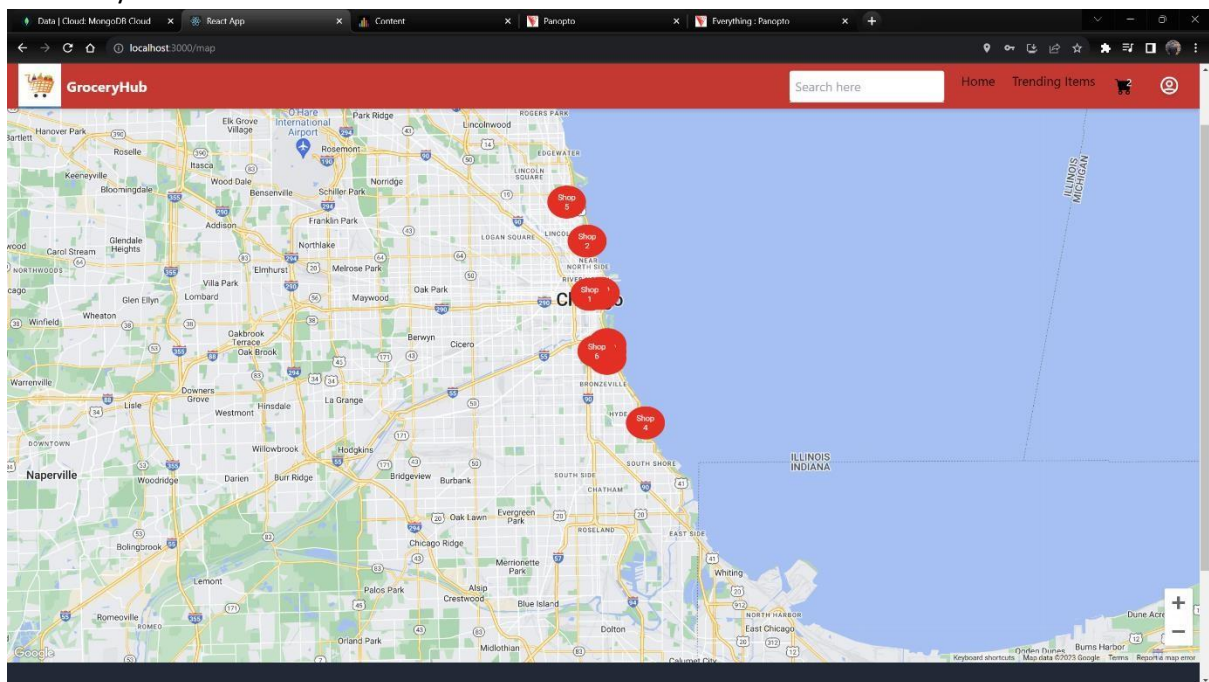 Data | Cloud: MongoDB Cloud
React App
Content
Panopto
Everything : Panopto
localhost:3000/map
GroceryHub
Search here
Home
Trending Items
2
O'Hare International Airport
Elk Grove Village
Park Ridge
Lincolnwood
ROGERS PARK
Hanover Park
Bartlett
Roselle
Itasca
Rosemont
EDGEWATER
LINCOLN SQUARE
Keeneyville
Bloomingdale
Wood Dale
Bensenville
Schiller Park
Norridge
ILLINOIS
MICHIGAN
Shop 5
Addison
Franklin Park
LOGAN SQUARE
Shop 2
Glendale Heights
Carol Stream
Northlake
NEAR NORTH SIDE
NORTHWOODS
Elmhurst
Melrose Park
Villa Park
Oak Park
Shop 1
Glen Ellyn
Lombard
Maywood
Winfield
Wheaton
Oakbrook Terrace
Oak Brook
Berwyn
Cicero
Shop 6
Warrenville
Downers Grove
Lisle
Westmont
Hinsdale
La Grange
BRONZEVILLE
HYDE
Shop 4
DOWNTOWN
Naperville
Woodridge
Darien
Willowbrook
Burr Ridge
Hodgkins
Bridgeview
Burbank
SOUTH SIDE
SOUTH SHORE
CHATHAM
ILLINOIS
INDIANA
Oak Lawn
Evergreen Park
ROSELAND
EAST SIDE
Bolingbrook
Chicago Ridge
Merrionette Park
Whiting
Lemont
Palos Park
Alsip
Crestwood
Blue Island
Romeoville
ROMEO
NORTH HARBOR
East Chicago
Dolton
Orland Park
Midlothian
Calumet City
Dune Acre
Ogden Dunes
Burns Harbor
Google
Keyboard shortcuts
Map data ©2023 Google
Terms
Report a map error